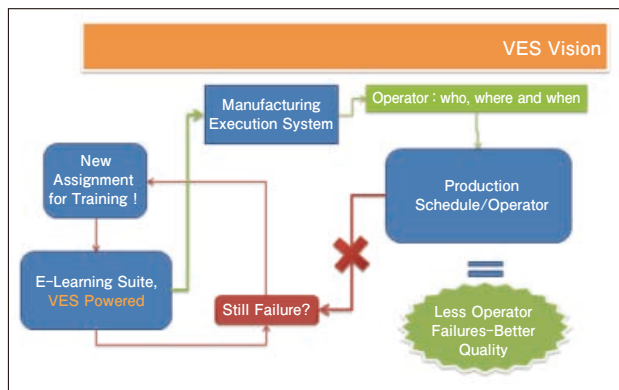 VES Vision
Manufacturing
Execution System
Operator : who, where and when
New
Assignment
for Training !
Production
Schedule/Operator
E-Learning Suite,
VES Powered
Still Failure?
Less Operator
Failures-Better
Quality